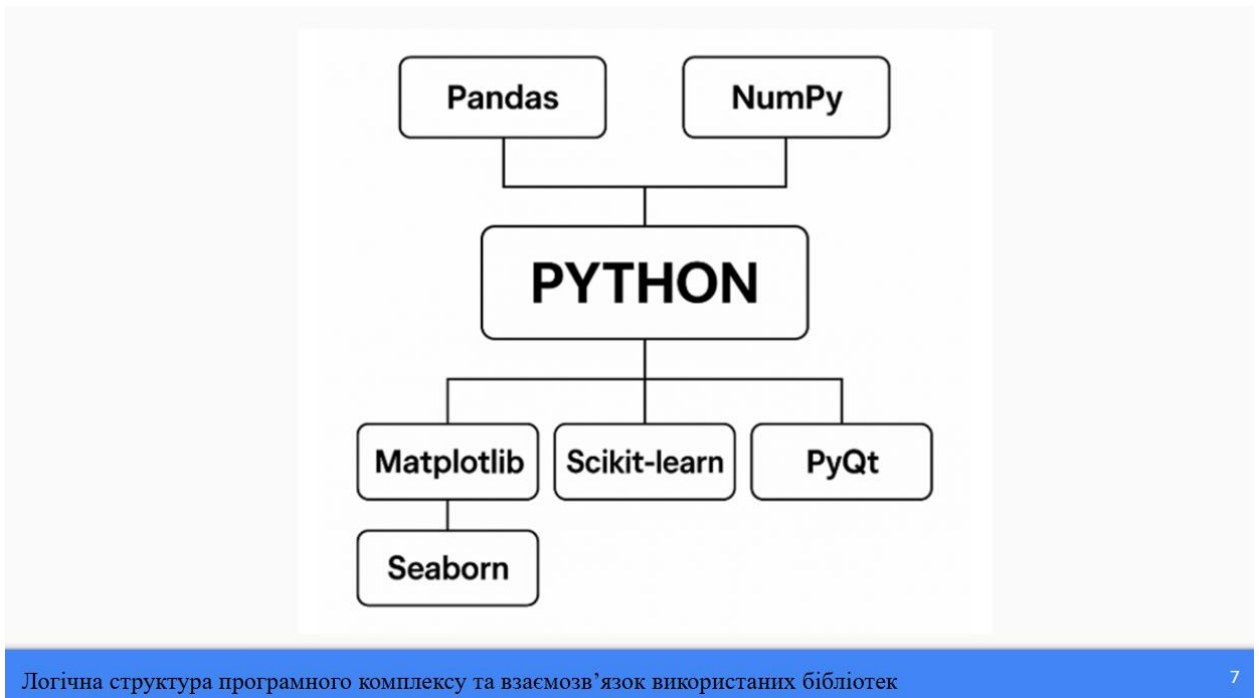 Pandas
NumPy
PYTHON
Matplotlib
Scikit-learn
PyQt
Seaborn
Логічна структура програмного комплексу та взаємозв’язок використаних бібліотек
7